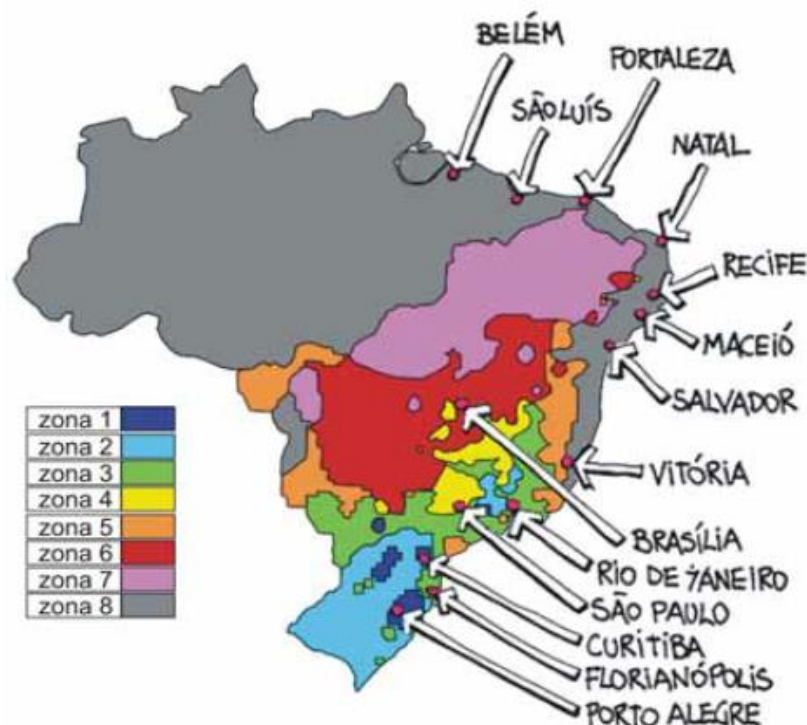 BELÉM
FORTALEZA
SÃO LUÍS
NATAL
RECIFE
MACEIÓ
SALVADOR
VITÓRIA
BRASÍLIA
RIO DE JANEIRO
SÃO PAULO
CURITIBA
FLORIANÓPOLIS
PORTO ALEGRE
zona 1
zona 2
zona 3
zona 4
zona 5
zona 6
zona 7
zona 8